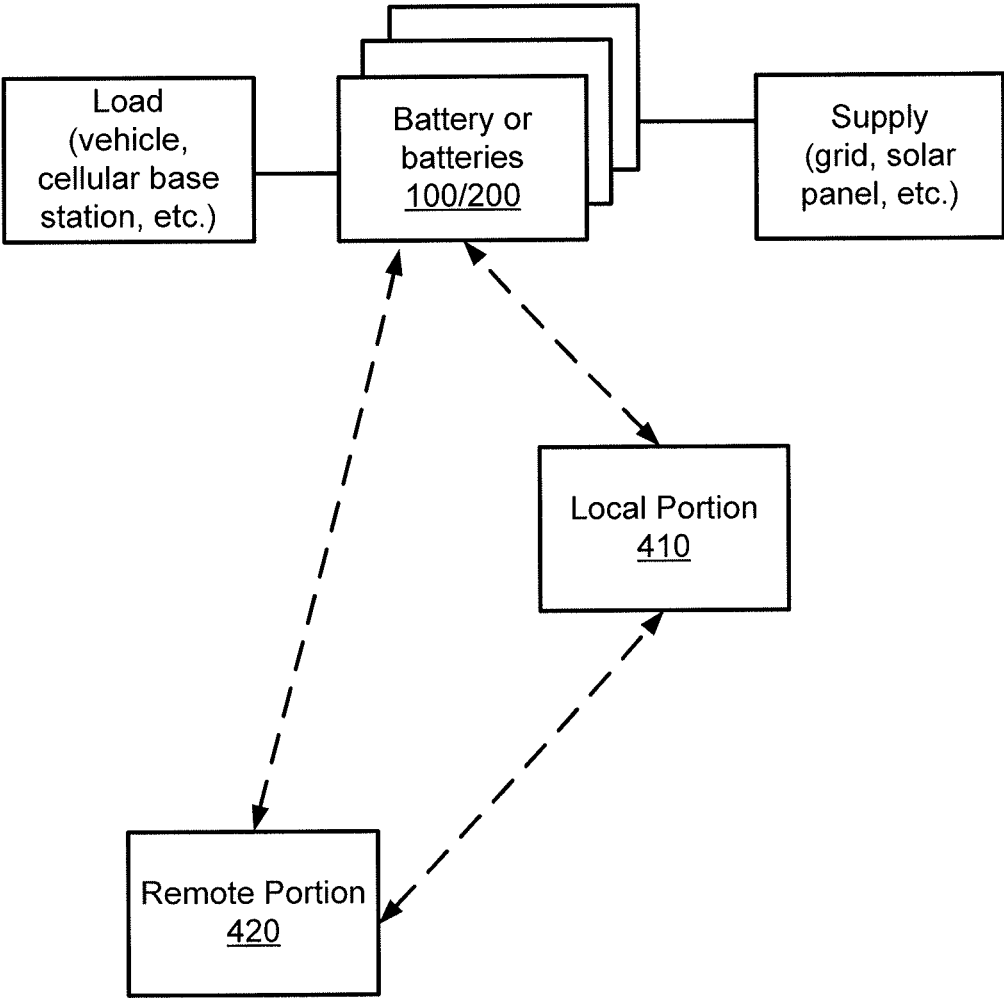 Load
(vehicle,
cellular base
station, etc.)
Battery or
batteries
100/200
Supply
(grid, solar
panel, etc.)
Local Portion
410
Remote Portion
420